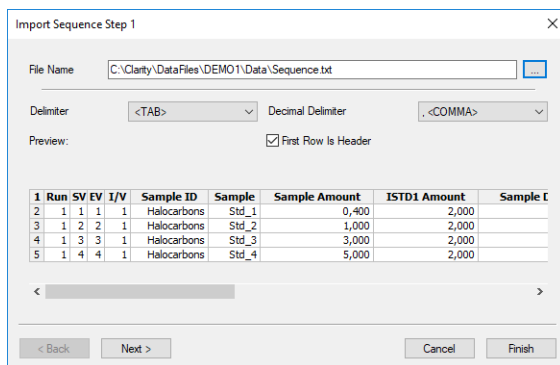 Import Sequence Step 1
File Name C:\Clarity\DataFiles\DEMO1\Data\Sequence.txt ...
Delimiter <TAB> Decimal Delimiter , <COMMA>
Preview: First Row Is Header
1 Run SV EV I/V Sample ID Sample Sample Amount ISTD1 Amount Sample D
2 1 1 1 1 Halocarbons Std_1 0,400 2,000
3 1 2 2 1 Halocarbons Std_2 1,000 2,000
4 1 3 3 1 Halocarbons Std_3 3,000 2,000
5 1 4 4 1 Halocarbons Std_4 5,000 2,000
< Back Next > Cancel Finish